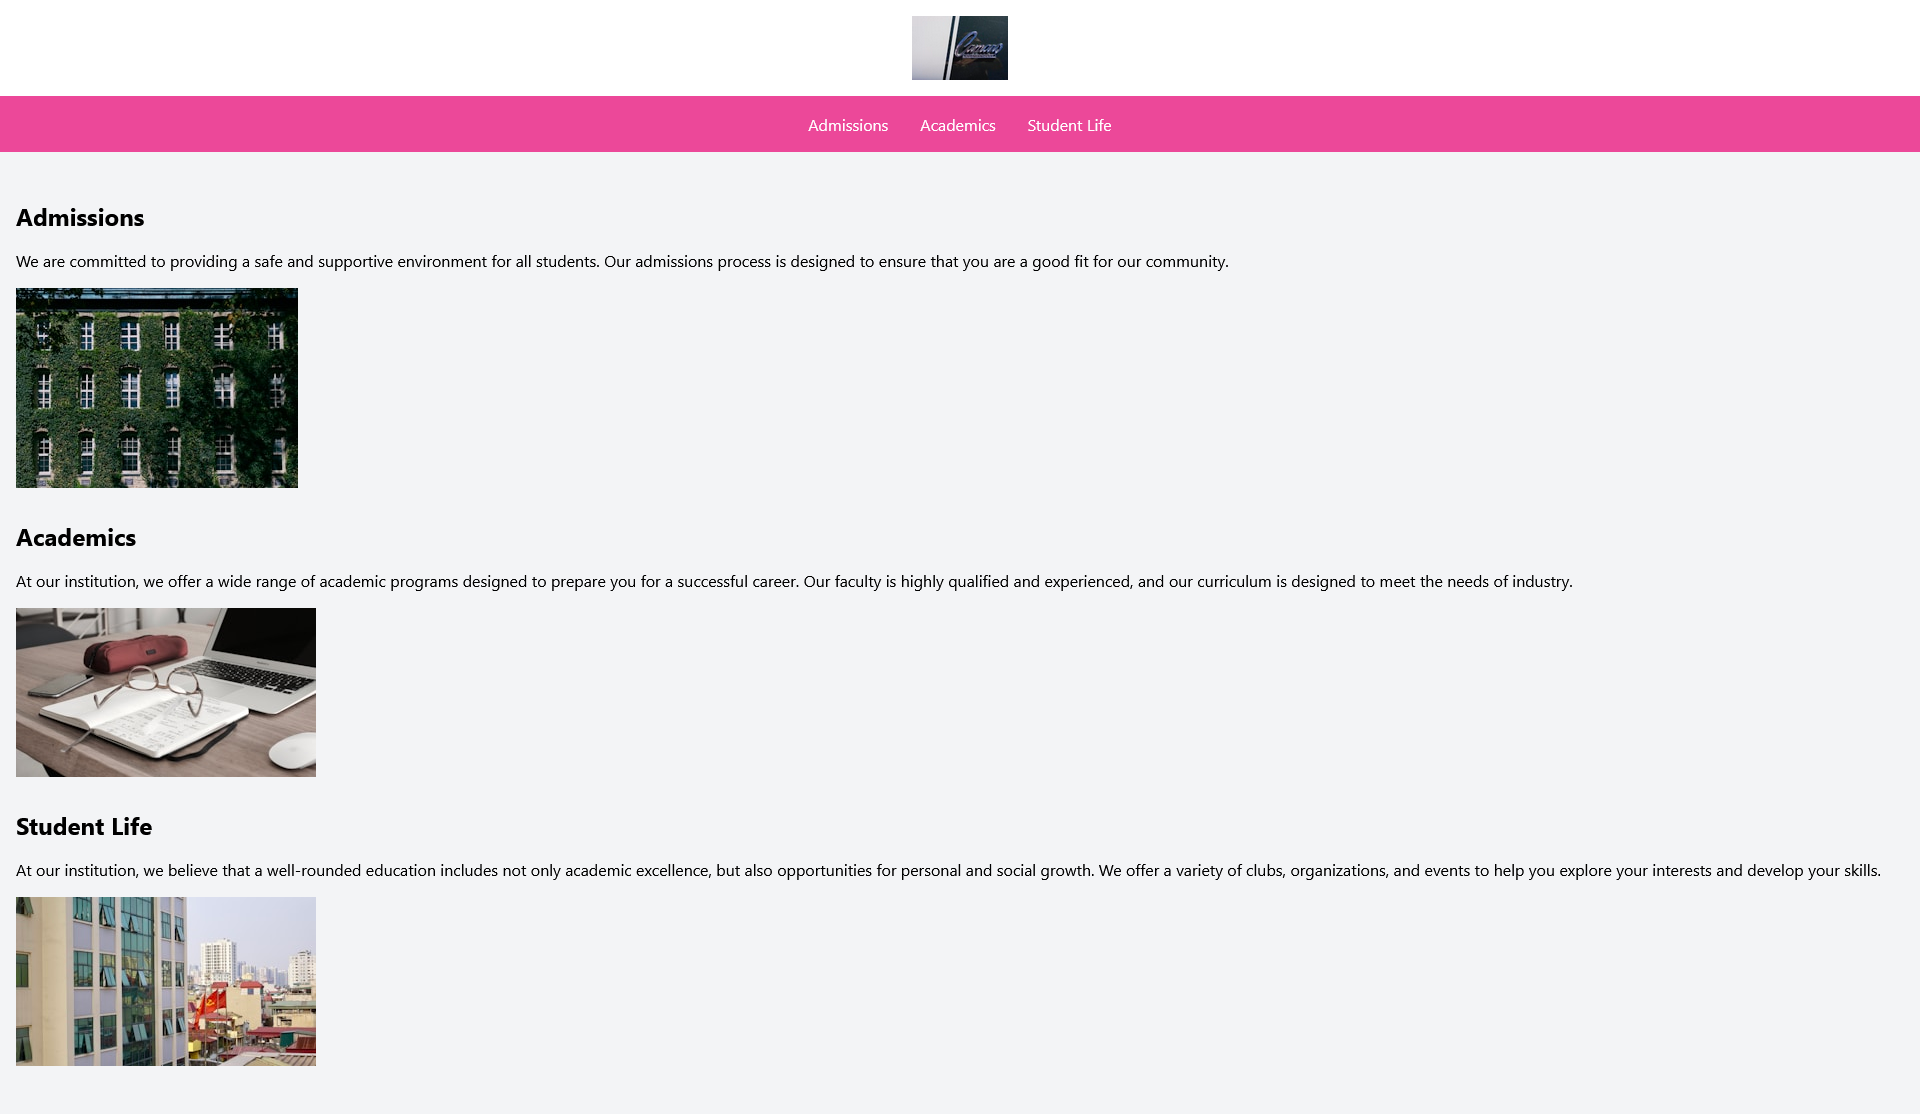 Camaro
Admissions Academics Student Life
Admissions
We are committed to providing a safe and supportive environment for all students. Our admissions process is designed to ensure that you are a good fit for our community.
Academics
At our institution, we offer a wide range of academic programs designed to prepare you for a successful career. Our faculty is highly qualified and experienced, and our curriculum is designed to meet the needs of industry.
Student Life
At our institution, we believe that a well-rounded education includes not only academic excellence, but also opportunities for personal and social growth. We offer a variety of clubs, organizations, and events to help you explore your interests and develop your skills.